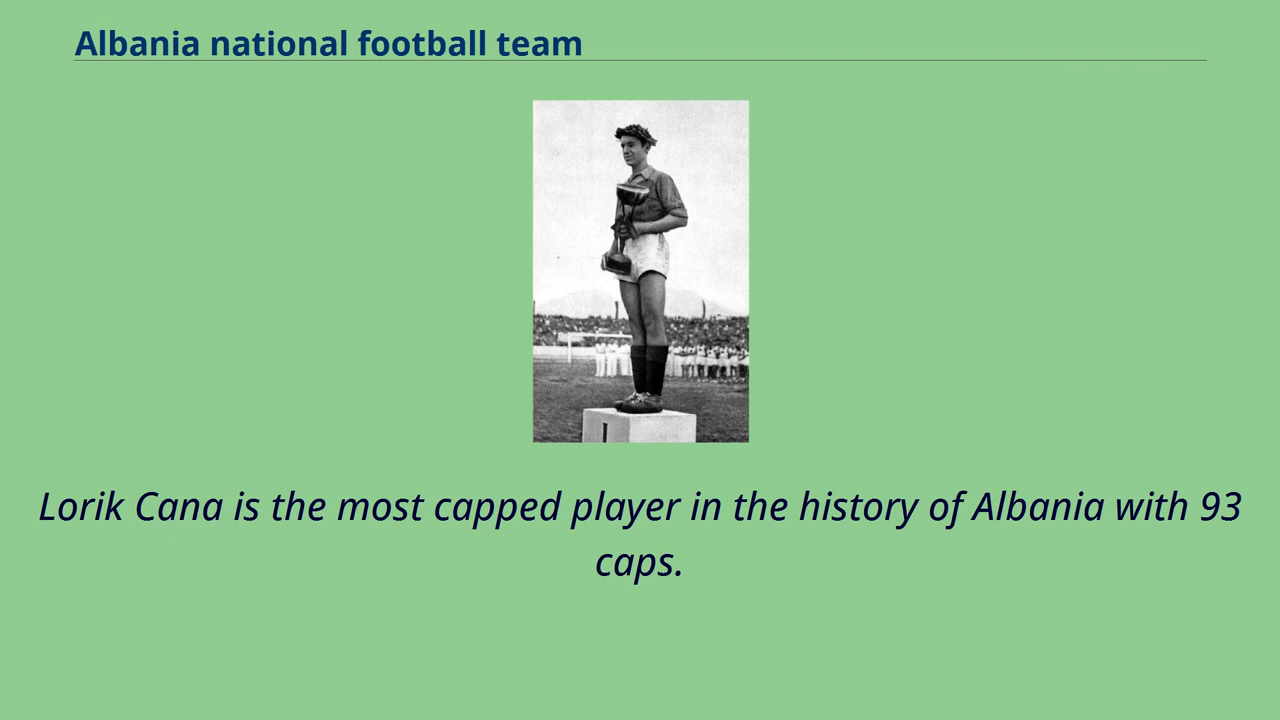 Albania national football team
Lorik Cana is the most capped player in the history of Albania with 93
caps.